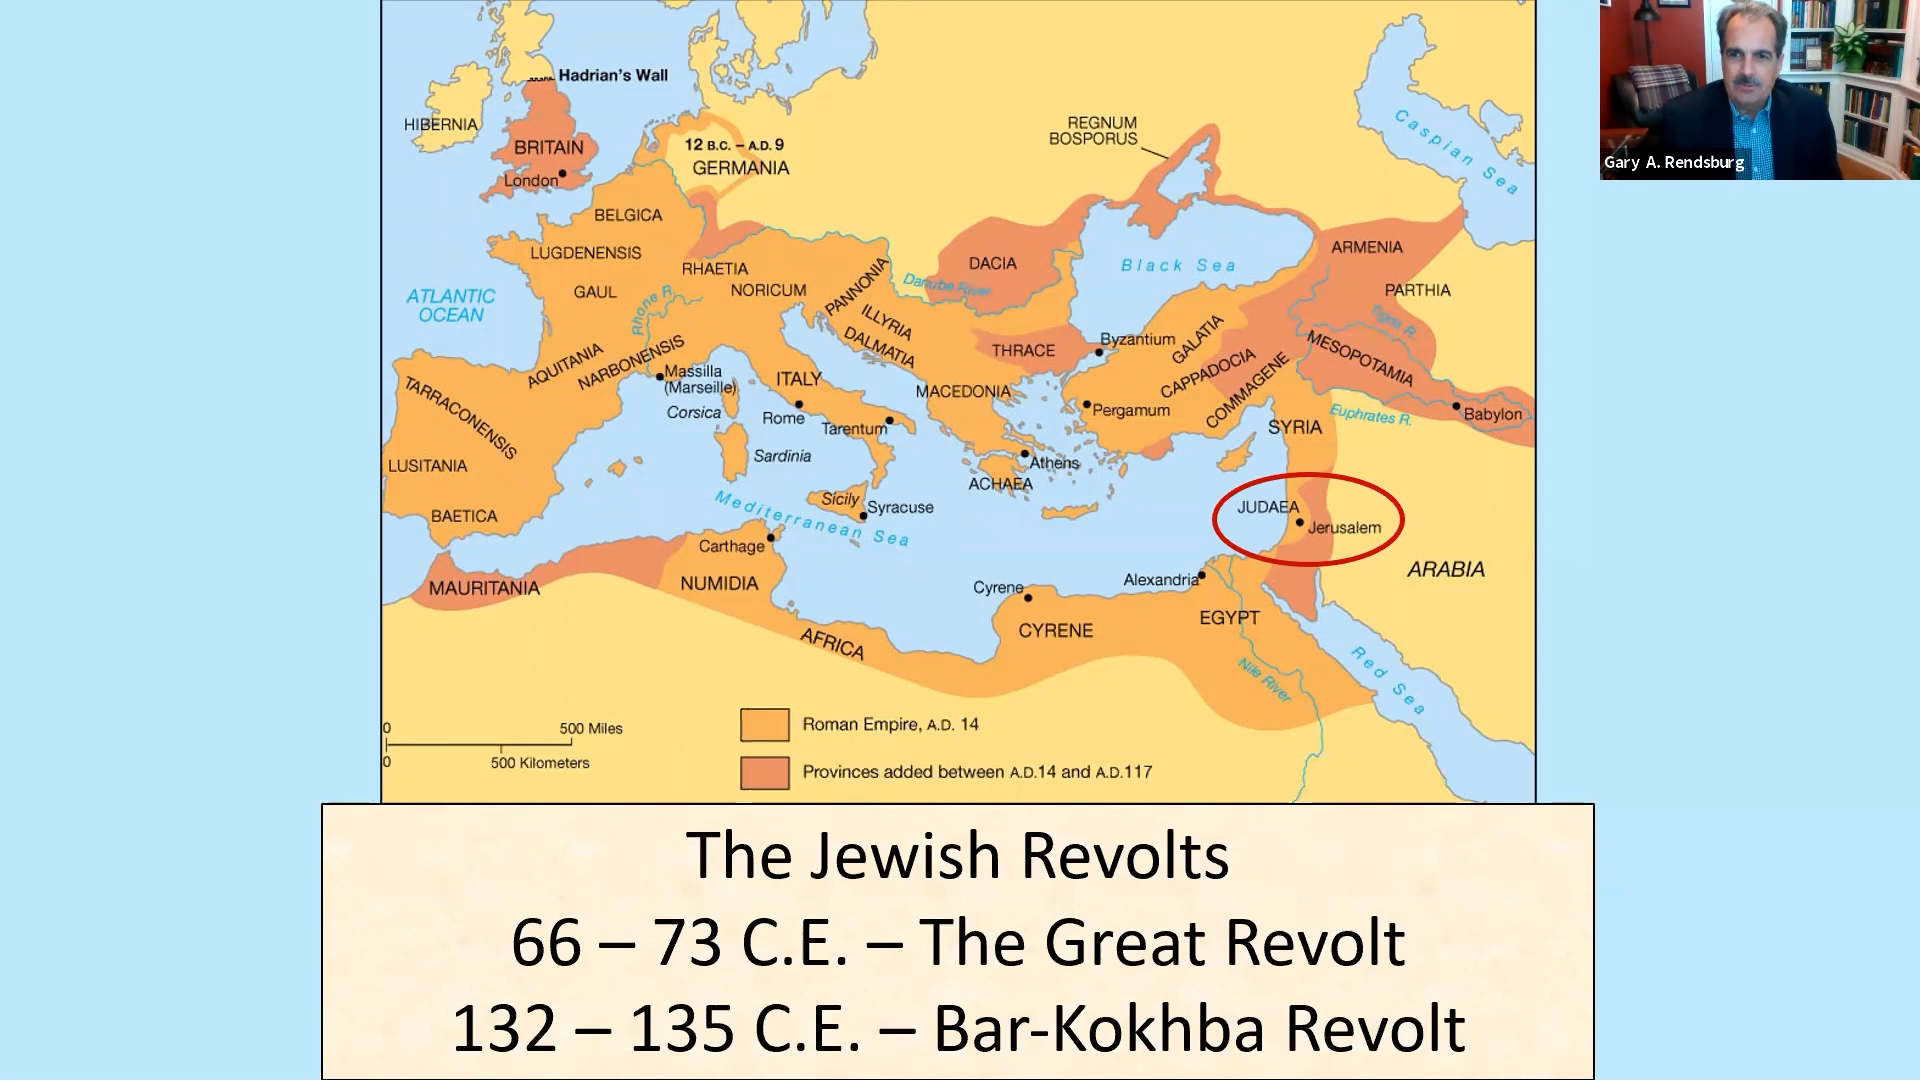 Hadrian's Wall
HIBERNIA
BRITAIN
London
12 B.C. – A.D. 9
GERMANIA
REGNUM
BOSPORUS
Caspian Sea
Gary A. Rendsburg
BELGICA
LUGDENENSIS
RHAETIA
GAUL
NORICUM
PANNONIA
ILLYRIA
DALMATIA
DACIA
Danube River
Black Sea
ARMENIA
PARTHIA
Tigris R.
ATLANTIC
OCEAN
Rhone R.
AQUITANIA
NARBONENSIS
Massilla
(Marseille)
Corsica
ITALY
Rome
Tarentum
THRACE
Byzantium
GALATIA
CAPPADOCIA
COMMAGENE
MESOPOTAMIA
Babylon
Euphrates R.
MACEDONIA
Pergamum
SYRIA
TARRACONENSIS
LUSITANIA
BAETICA
Sardinia
Sicily
Syracuse
Athens
ACHAEA
Mediterranean Sea
JUDAEA
Jerusalem
ARABIA
Carthage
NUMIDIA
MAURITANIA
AFRICA
Cyrene
CYRENE
Alexandria
EGYPT
Nile River
Red Sea
0 500 Miles
0 500 Kilometers
Roman Empire, A.D. 14
Provinces added between A.D.14 and A.D.117
The Jewish Revolts
66 – 73 C.E. – The Great Revolt
132 – 135 C.E. – Bar-Kokhba Revolt